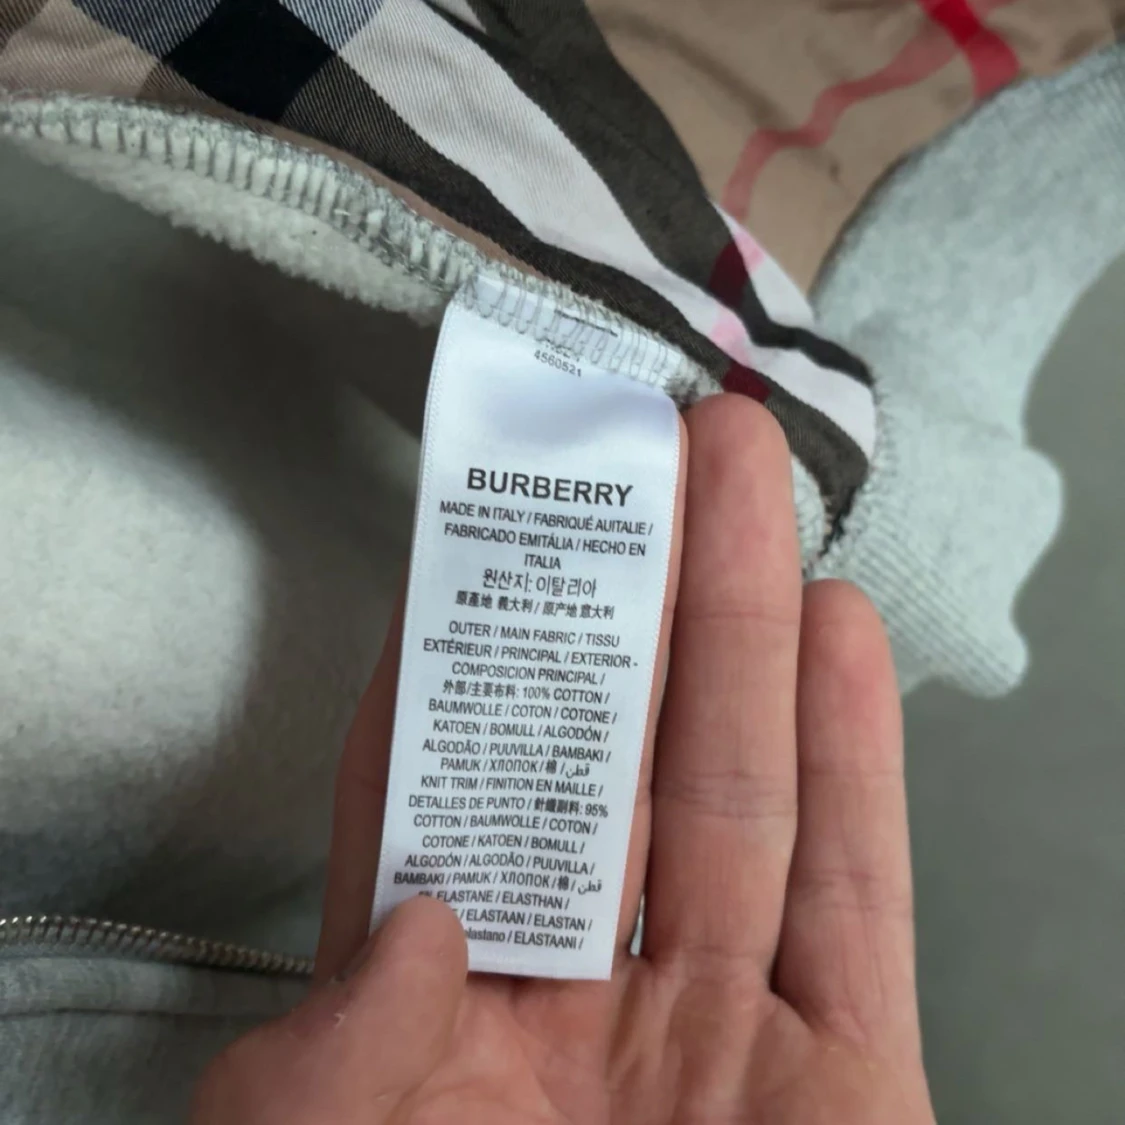 4560521
BURBERRY
MADE IN ITALY / FABRIQUÉ AUITALIE /
FABRICADO EMITÁLIA / HECHO EN
ITALIA
원산지: 이탈리아
原產地 義大利 / 原产地 意大利
OUTER / MAIN FABRIC / TISSU
EXTÉRIEUR / PRINCIPAL / EXTERIOR -
COMPOSICION PRINCIPAL /
外部/主要布料: 100% COTTON /
BAUMWOLLE / COTON / COTONE /
KATOEN / BOMULL / ALGODÓN /
ALGODÃO / PUUVILLA / BAMBAKI /
PAMUK / ХЛОПОК / 棉 / قطن
KNIT TRIM / FINITION EN MAILLE /
DETALLES DE PUNTO / 針織副料: 95%
COTTON / BAUMWOLLE / COTON /
COTONE / KATOEN / BOMULL /
ALGODÓN / ALGODÃO / PUUVILLA /
BAMBAKI / PAMUK / ХЛОПОК / 棉 / قطن
ELASTANE / ELASTHAN /
/ ELASTAAN / ELASTAN /
elastano / ELASTAANI /